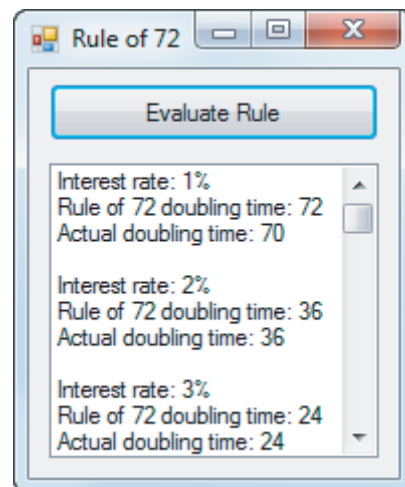 Rule of 72
Evaluate Rule
Interest rate: 1%
Rule of 72 doubling time: 72
Actual doubling time: 70
Interest rate: 2%
Rule of 72 doubling time: 36
Actual doubling time: 36
Interest rate: 3%
Rule of 72 doubling time: 24
Actual doubling time: 24